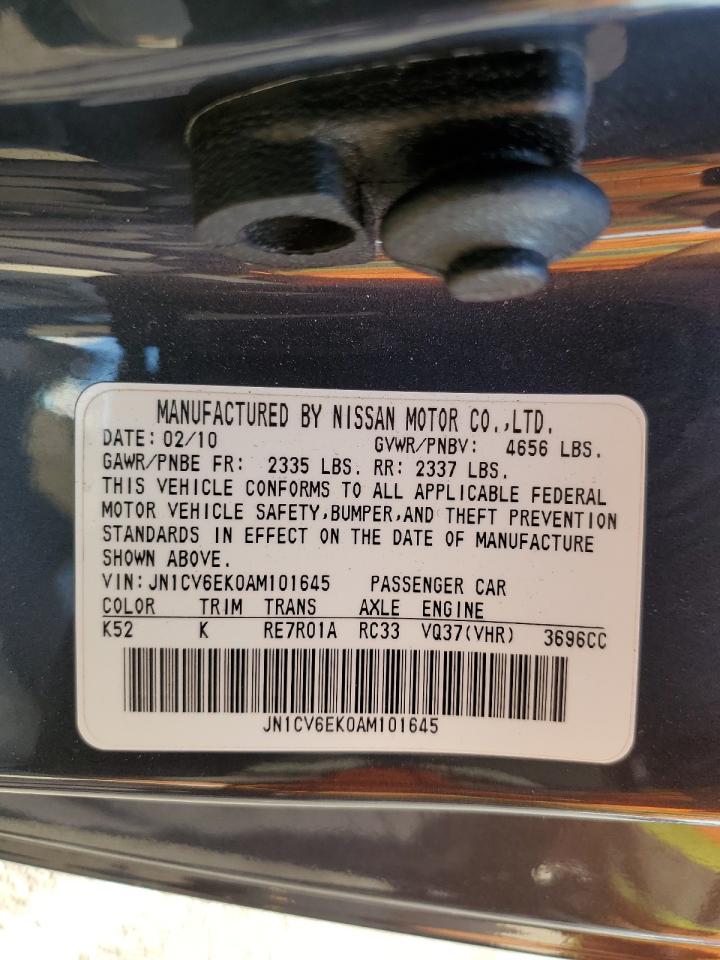 MANUFACTURED BY NISSAN MOTOR CO.,LTD.
DATE: 02/10 GVWR/PNBV: 4656 LBS.
GAWR/PNBE FR: 2335 LBS. RR: 2337 LBS.
THIS VEHICLE CONFORMS TO ALL APPLICABLE FEDERAL
MOTOR VEHICLE SAFETY,BUMPER,AND THEFT PREVENTION
STANDARDS IN EFFECT ON THE DATE OF MANUFACTURE
SHOWN ABOVE.
VIN: JN1CV6EK0AM101645 PASSENGER CAR
COLOR TRIM TRANS AXLE ENGINE
K52 K RE7R01A RC33 VQ37(VHR) 3696CC
JN1CV6EK0AM101645